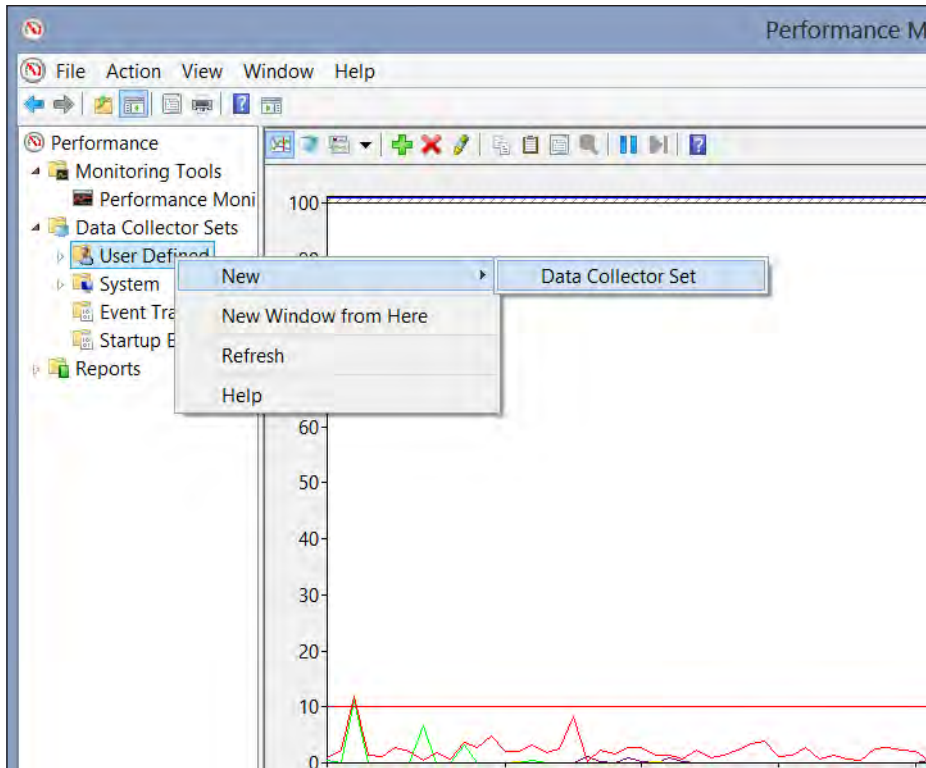 Performance M
File Action View Window Help
Performance
Monitoring Tools
Performance Moni
Data Collector Sets
User Defined
System
Event Tra
Startup E
Reports
New
Data Collector Set
New Window from Here
Refresh
Help
100
60
50
40
30
20
10
0